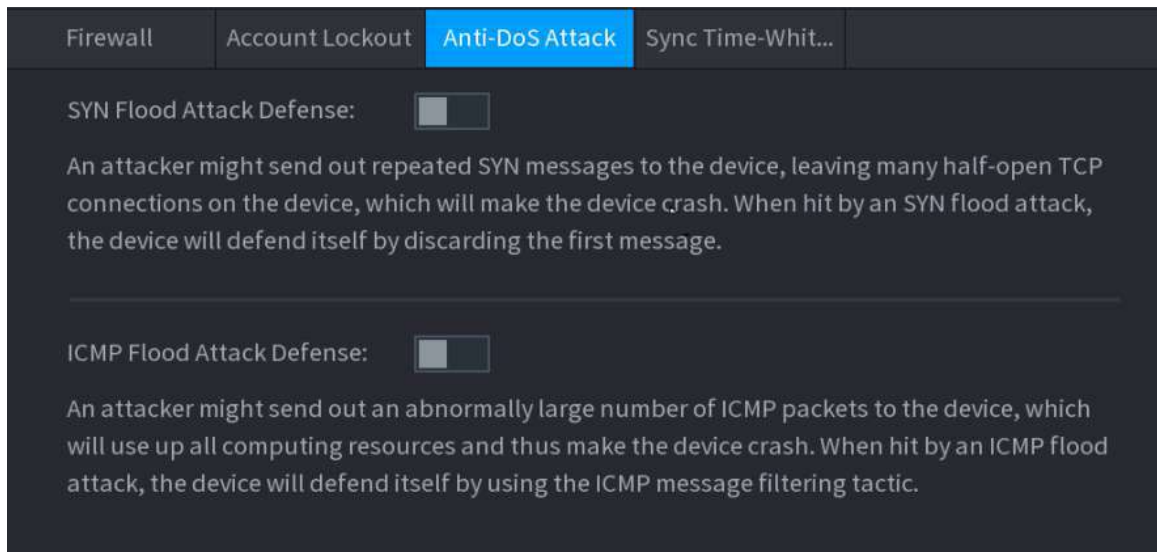 Firewall Account Lockout Anti-DoS Attack Sync Time-Whit...
SYN Flood Attack Defense:
An attacker might send out repeated SYN messages to the device, leaving many half-open TCP
connections on the device, which will make the device crash. When hit by an SYN flood attack,
the device will defend itself by discarding the first message.
ICMP Flood Attack Defense:
An attacker might send out an abnormally large number of ICMP packets to the device, which
will use up all computing resources and thus make the device crash. When hit by an ICMP flood
attack, the device will defend itself by using the ICMP message filtering tactic.